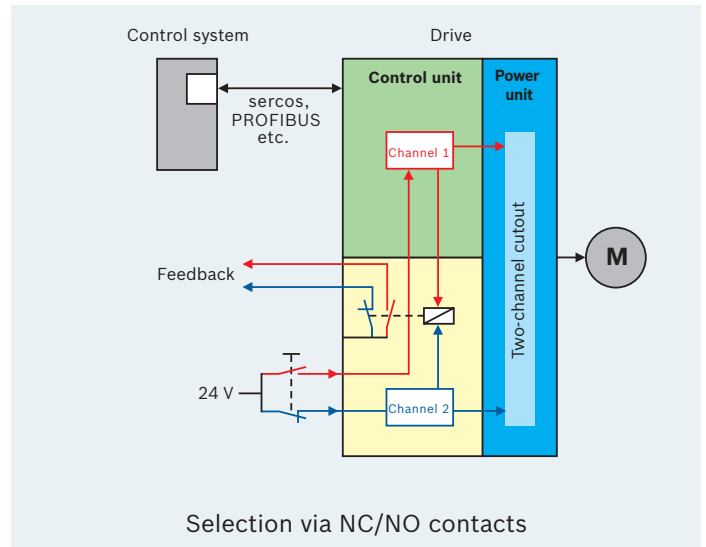 Control system
Drive
Control unit
Power
unit
sercos,
PROFIBUS
etc.
Channel 1
Two-channel cutout
M
Feedback
24 V
Channel 2
Selection via NC/NO contacts